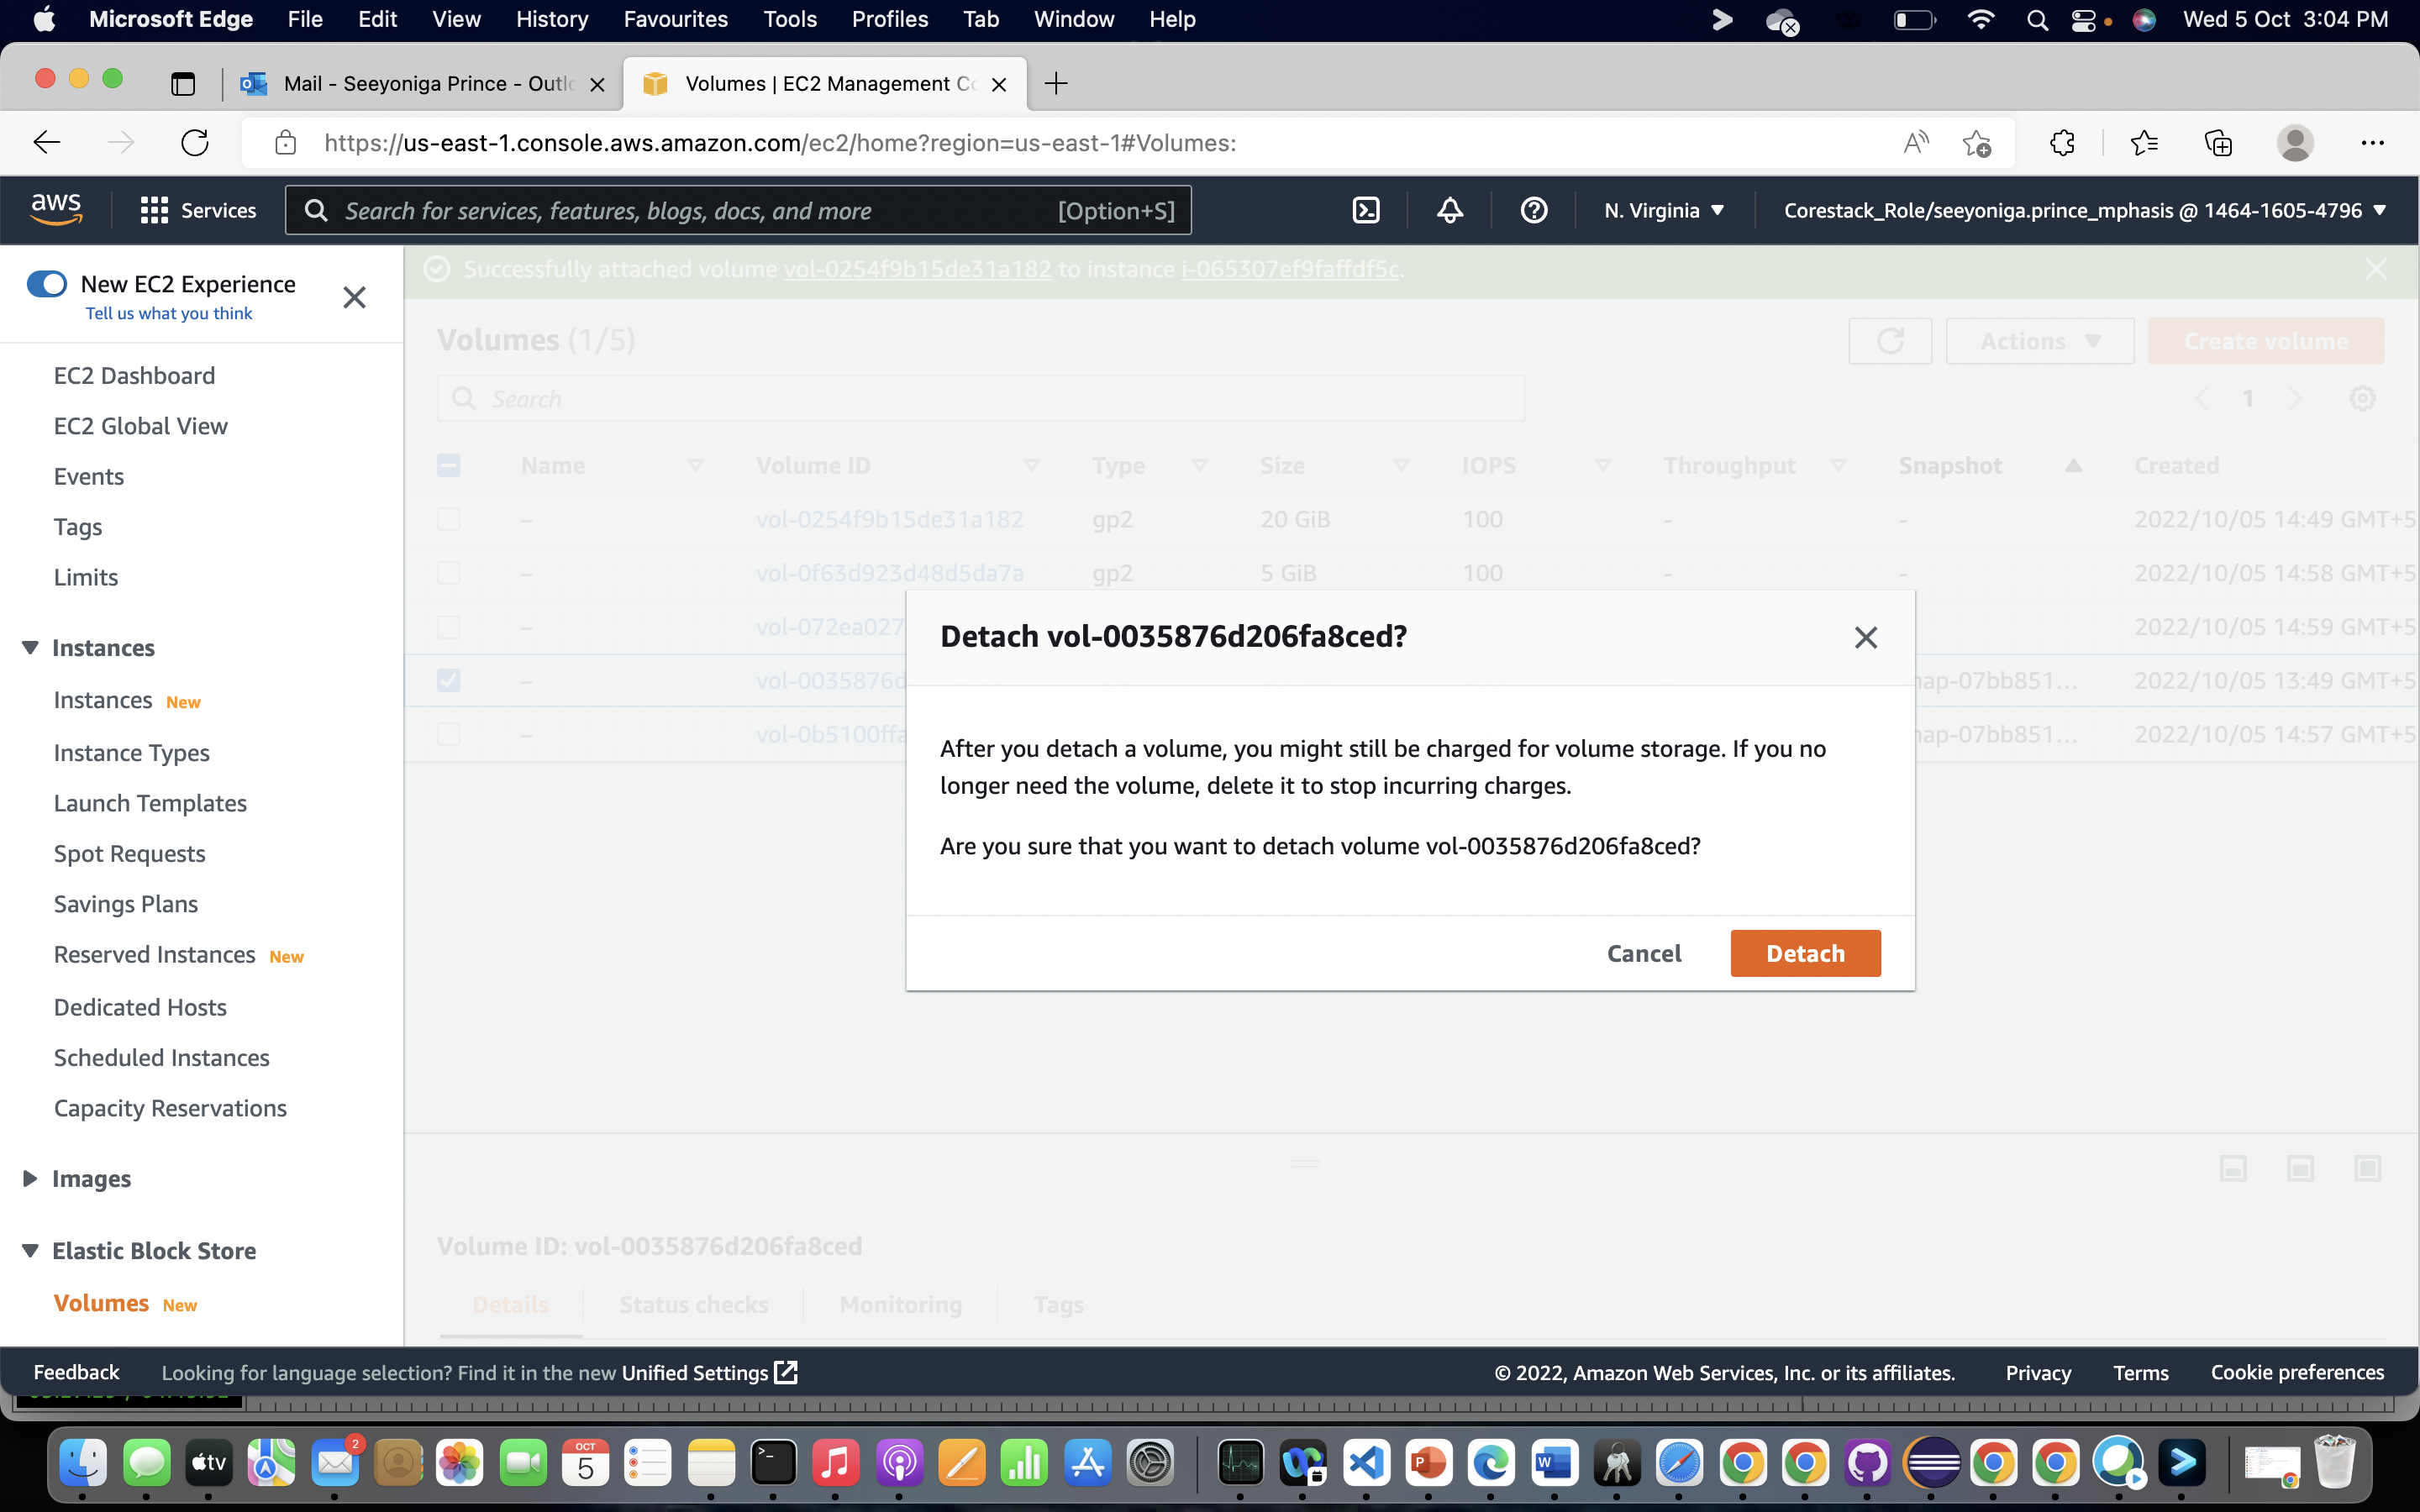 Microsoft Edge File Edit View History Favourites Tools Profiles Tab Window Help Wed 5 Oct 3:04 PM
Mail - Seeyoniga Prince - Outlo
Volumes | EC2 Management Co
https://us-east-1.console.aws.amazon.com/ec2/home?region=us-east-1#Volumes:
aws Services Search for services, features, blogs, docs, and more [Option+S] N. Virginia Corestack_Role/seeyoniga.prince_mphasis @ 1464-1605-4796
New EC2 Experience
Tell us what you think
EC2 Dashboard
EC2 Global View
Events
Tags
Limits
Instances
Instances New
Instance Types
Launch Templates
Spot Requests
Savings Plans
Reserved Instances New
Dedicated Hosts
Scheduled Instances
Capacity Reservations
Images
Elastic Block Store
Volumes New
Successfully attached volume vol-0254f9b15de31a182 to instance i-065307ef9faffdf5c.
Volumes (1/5)
Actions
Create volume
Search
1
Name Volume ID Type Size IOPS Throughput Snapshot Created
– vol-0254f9b15de31a182 gp2 20 GiB 100 - - 2022/10/05 14:49 GMT+5
– vol-0f63d923d48d5da7a gp2 5 GiB 100 - - 2022/10/05 14:58 GMT+5
– vol-072ea027 2022/10/05 14:59 GMT+5
– vol-0035876d nap-07bb851... 2022/10/05 13:49 GMT+5
– vol-0b5100ffa nap-07bb851... 2022/10/05 14:57 GMT+5
Detach vol-0035876d206fa8ced?
After you detach a volume, you might still be charged for volume storage. If you no
longer need the volume, delete it to stop incurring charges.
Are you sure that you want to detach volume vol-0035876d206fa8ced?
Cancel Detach
Volume ID: vol-0035876d206fa8ced
Details Status checks Monitoring Tags
Feedback Looking for language selection? Find it in the new Unified Settings © 2022, Amazon Web Services, Inc. or its affiliates. Privacy Terms Cookie preferences
2
tv
OCT
5
P
W